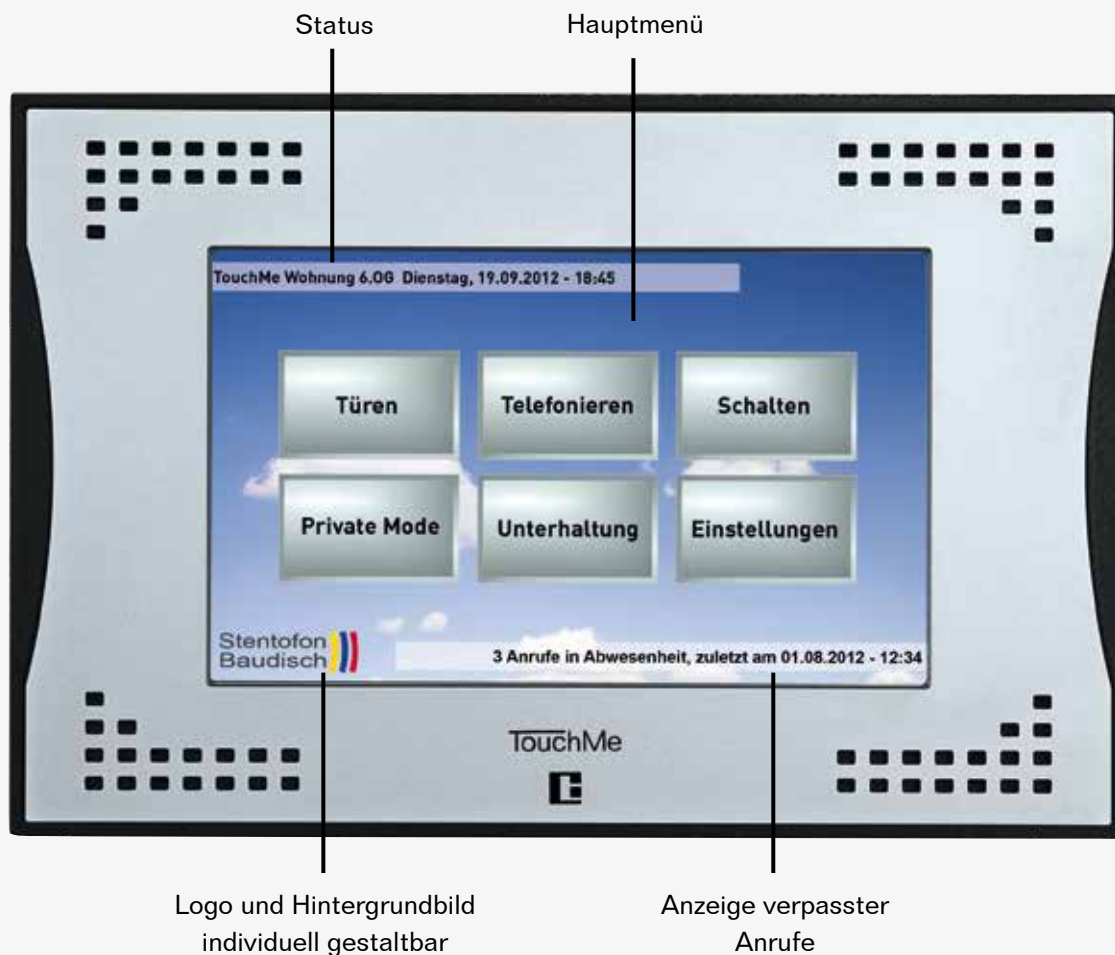 Status Hauptmenü
TouchMe Wohnung 6.OG Dienstag, 19.09.2012 - 18:45
Türen Telefonieren Schalten
Private Mode Unterhaltung Einstellungen
Stentofon
Baudisch
3 Anrufe in Abwesenheit, zuletzt am 01.08.2012 - 12:34
TouchMe
Logo und Hintergrundbild
individuell gestaltbar
Anzeige verpasster
Anrufe